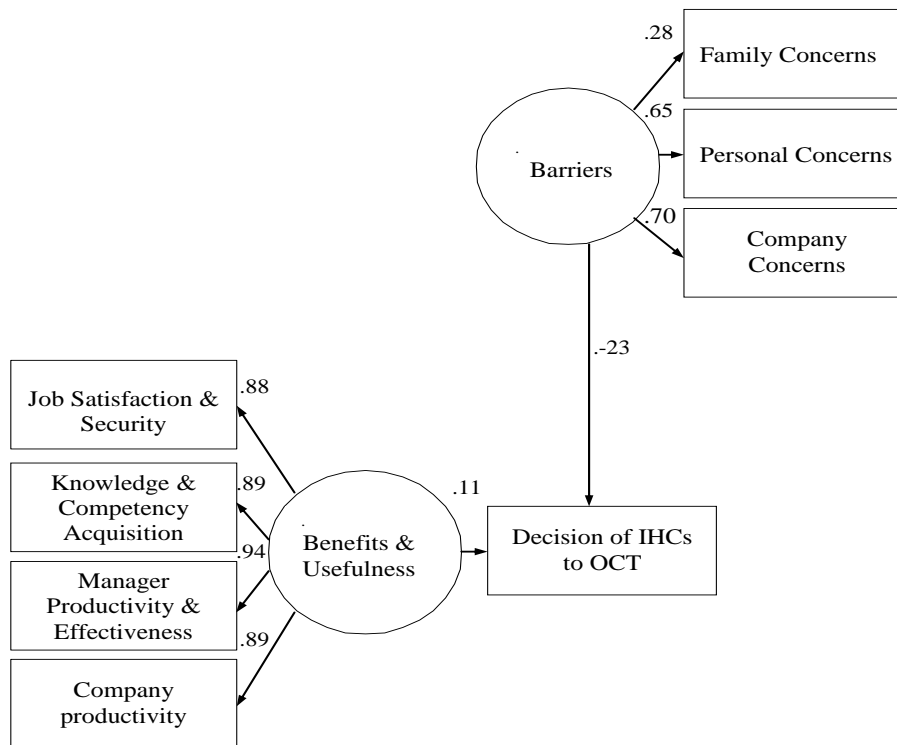 .28
Family Concerns
.65
Personal Concerns
Barriers
.70
Company
Concerns
.-23
.88
Job Satisfaction &
Security
.89
Knowledge &
Competency
Acquisition
.11
Benefits &
Usefulness
Decision of IHCs
to OCT
.94
Manager
Productivity &
Effectiveness
.89
Company
productivity